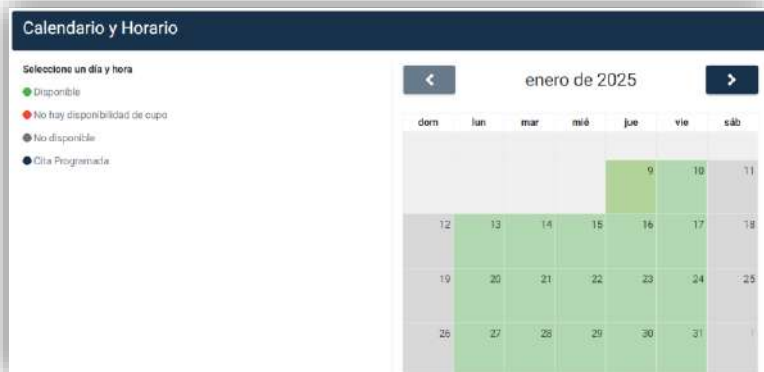 Calendario y Horario
Seleccione un día y hora
Disponible
No hay disponibilidad de cupo
No disponible
Cita Programada
enero de 2025
dom lun mar mié jue vie sáb
9 10 11
12 13 14 15 16 17 18
19 20 21 22 23 24 25
26 27 28 29 30 31 1